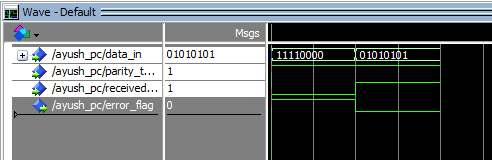 Wave - Default
Msgs
/ayush_pc/data_in 01010101 11110000 01010101
/ayush_pc/parity_t... 1
/ayush_pc/received... 1
/ayush_pc/error_flag 0